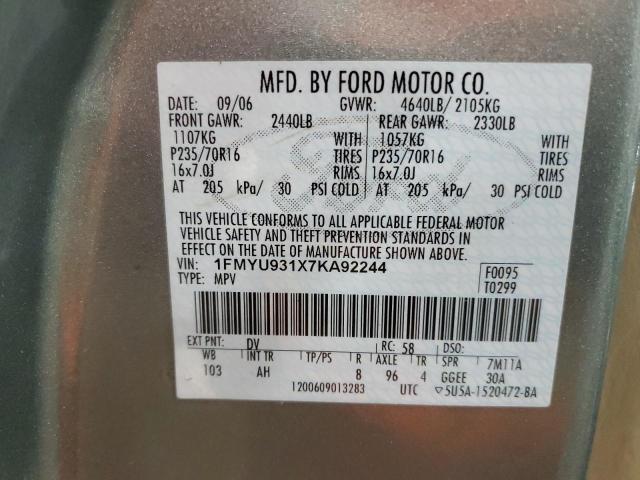 MFD. BY FORD MOTOR CO.
DATE: 09/06 GVWR: 4640LB/ 2105KG
FRONT GAWR: 2440LB REAR GAWR: 2330LB
1107KG WITH 1057KG WITH
P235/70R16 TIRES P235/70R16 TIRES
16x7.0J RIMS 16x7.0J RIMS
AT 205 kPa/ 30 PSI COLD AT 205 kPa/ 30 PSI COLD
THIS VEHICLE CONFORMS TO ALL APPLICABLE FEDERAL MOTOR
VEHICLE SAFETY AND THEFT PREVENTION STANDARDS IN
EFFECT ON THE DATE OF MANUFACTURE SHOWN ABOVE.
VIN: 1FMYU931X7KA92244 F0095
TYPE: MPV T0299
EXT PNT: DV RC: 58 DSO:
WB INT TR TP/PS R AXLE TR SPR 7M11A
103 AH 8 96 4 GGEE 30A
1200609013283 UTC ▽5U5A-1520472-BA
Ford